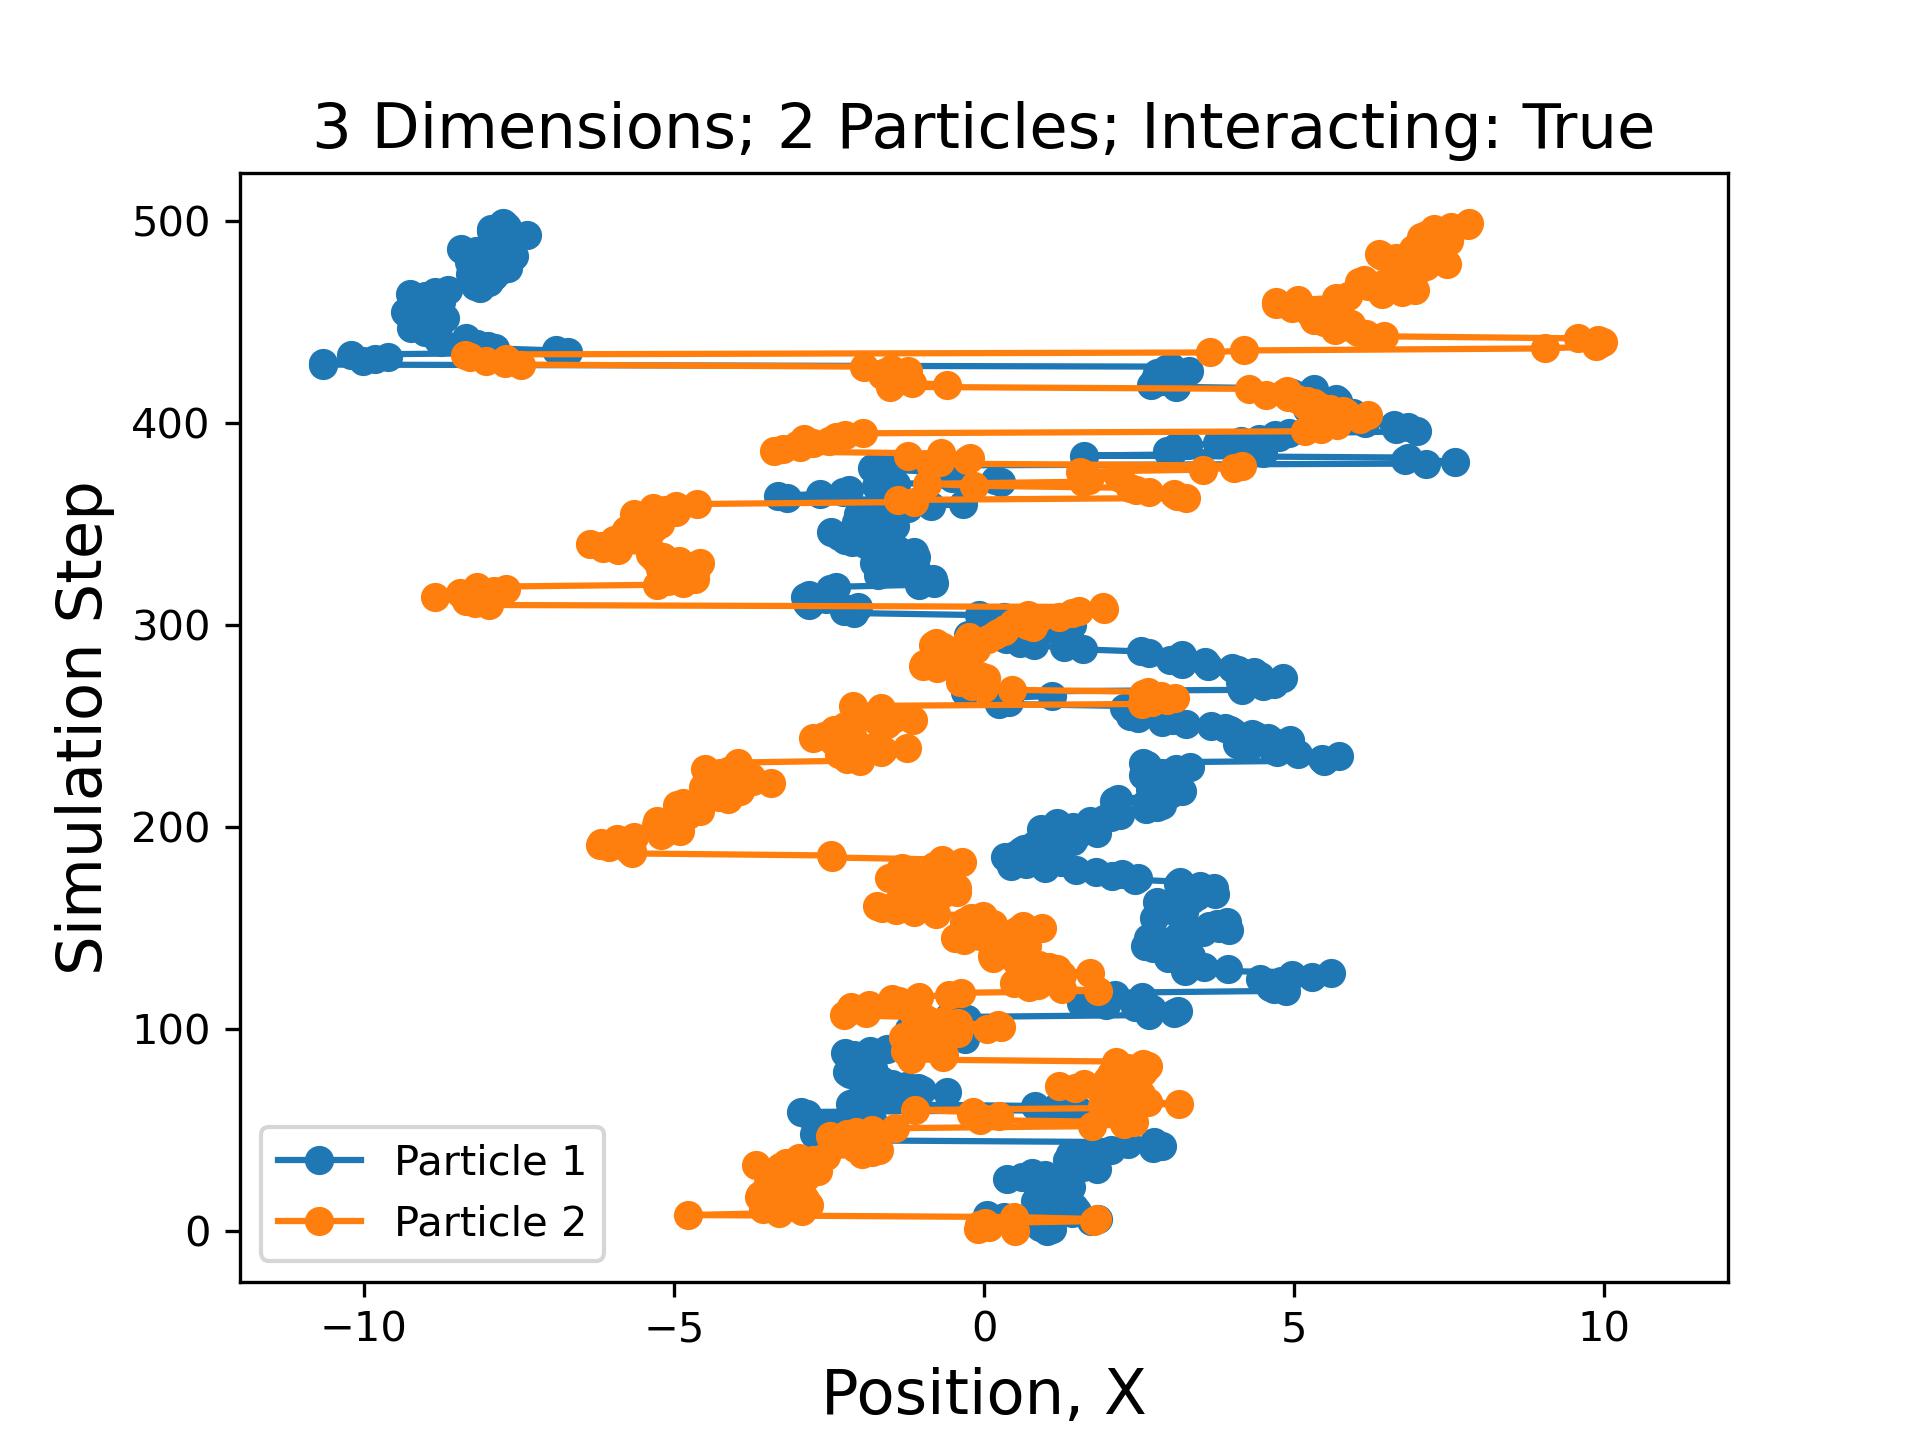 3 Dimensions; 2 Particles; Interacting: True
Simulation Step
500
400
300
200
100
0
Particle 1
Particle 2
−10
−5
0
5
10
Position, X